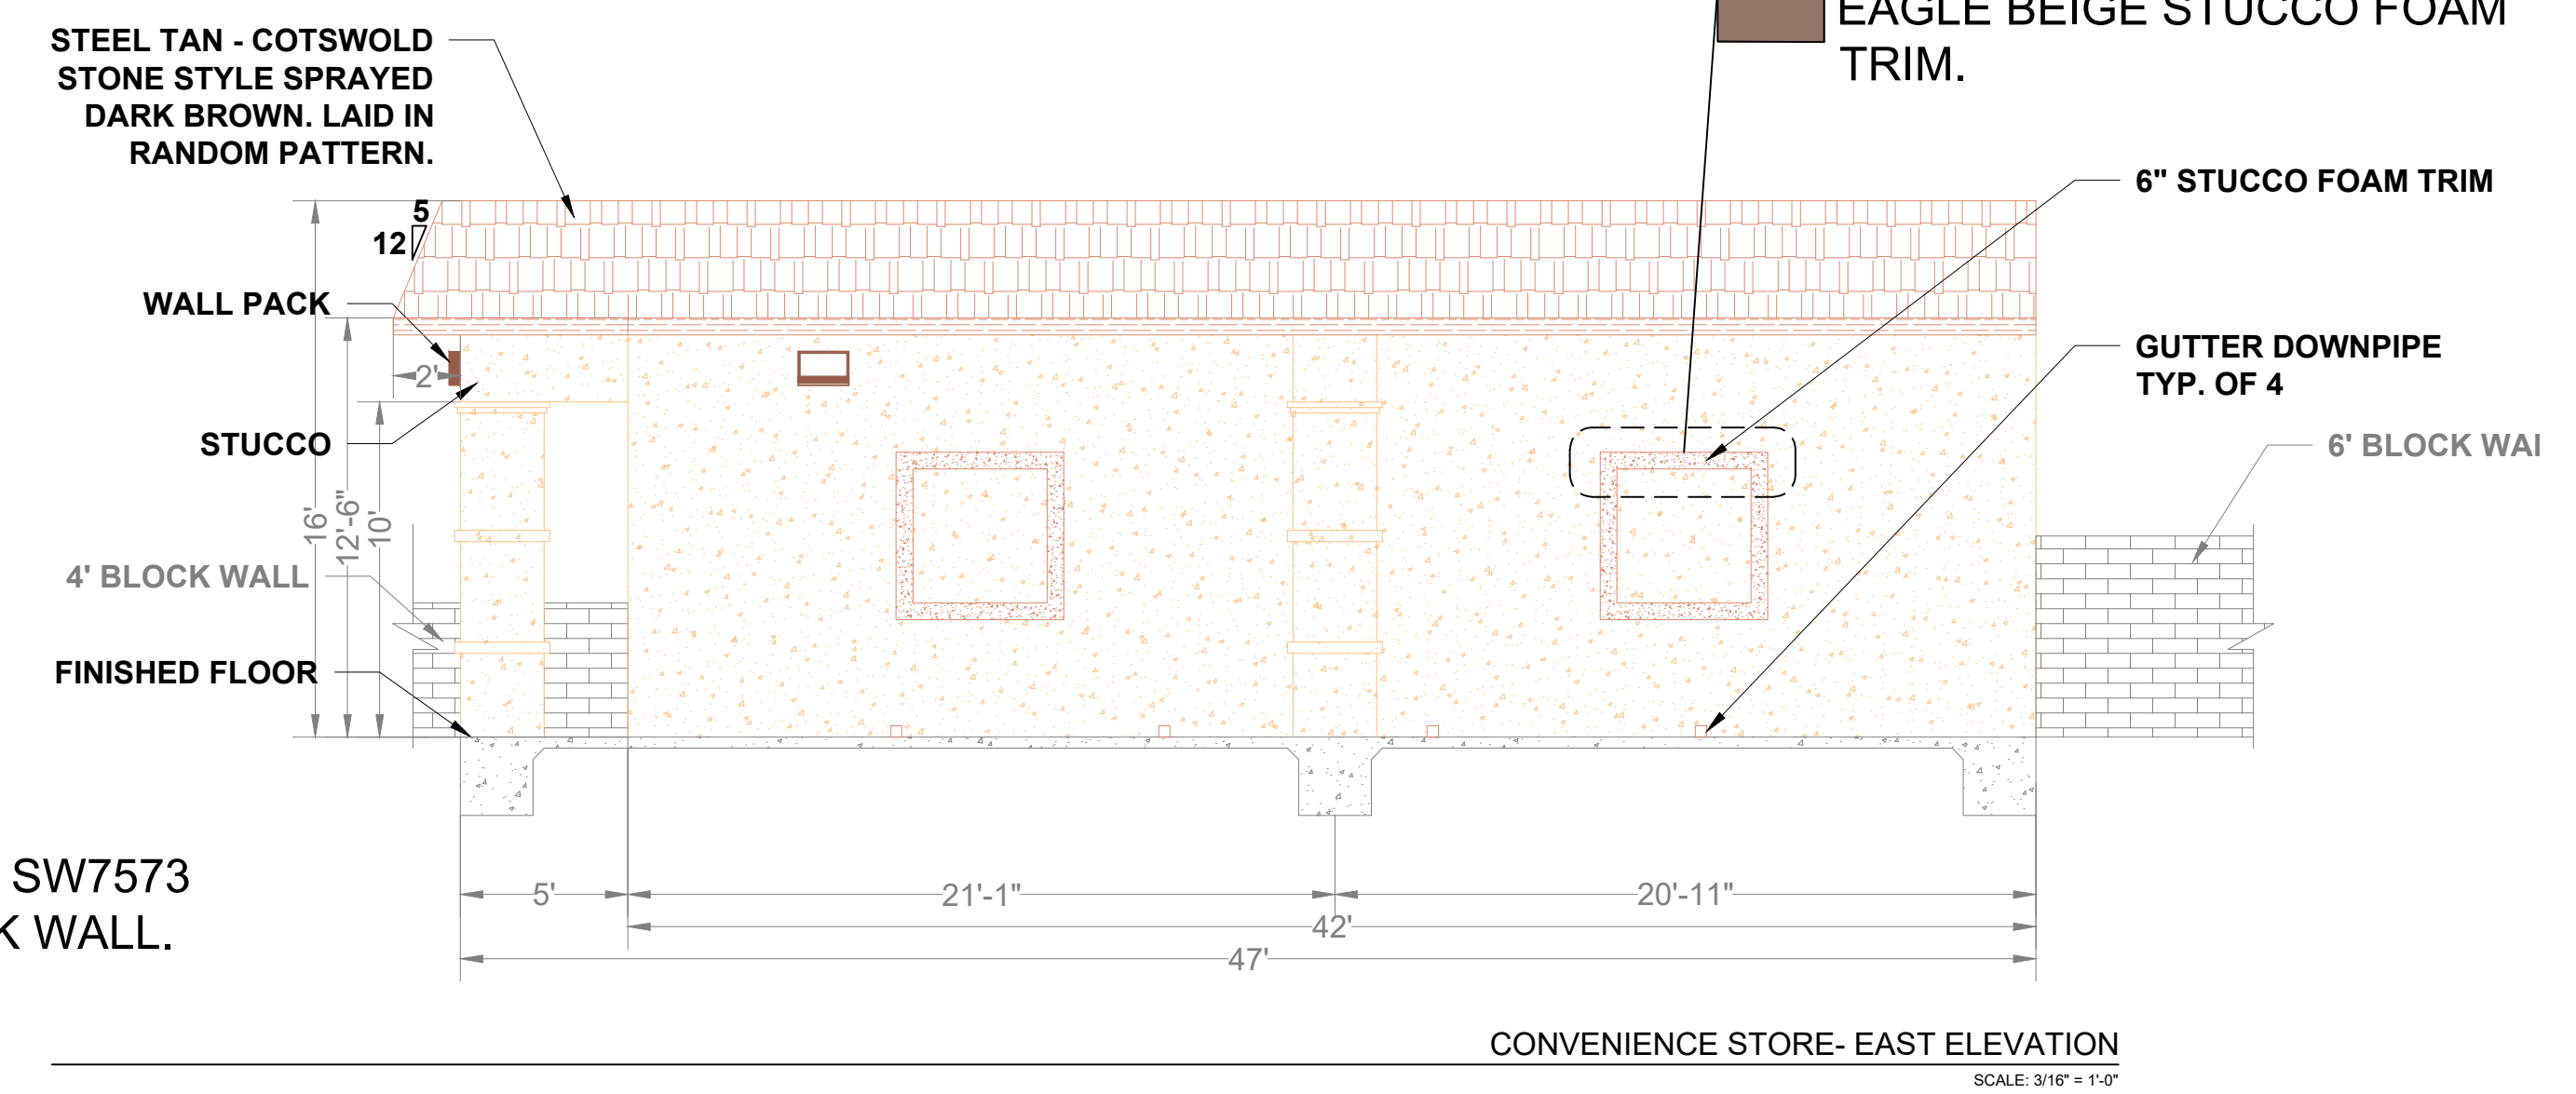 EAGLE BEIGE STUCCO FOAM
TRIM.
STEEL TAN - COTSWOLD
STONE STYLE SPRAYED
DARK BROWN. LAID IN
RANDOM PATTERN.
6" STUCCO FOAM TRIM
5
12
WALL PACK
GUTTER DOWNPIPE
TYP. OF 4
2'
STUCCO
6' BLOCK WAI
16'
12'-6"
10'
4' BLOCK WALL
FINISHED FLOOR
SW7573
K WALL.
5'
21'-1"
20'-11"
42'
47'
CONVENIENCE STORE- EAST ELEVATION
SCALE: 3/16" = 1'-0"